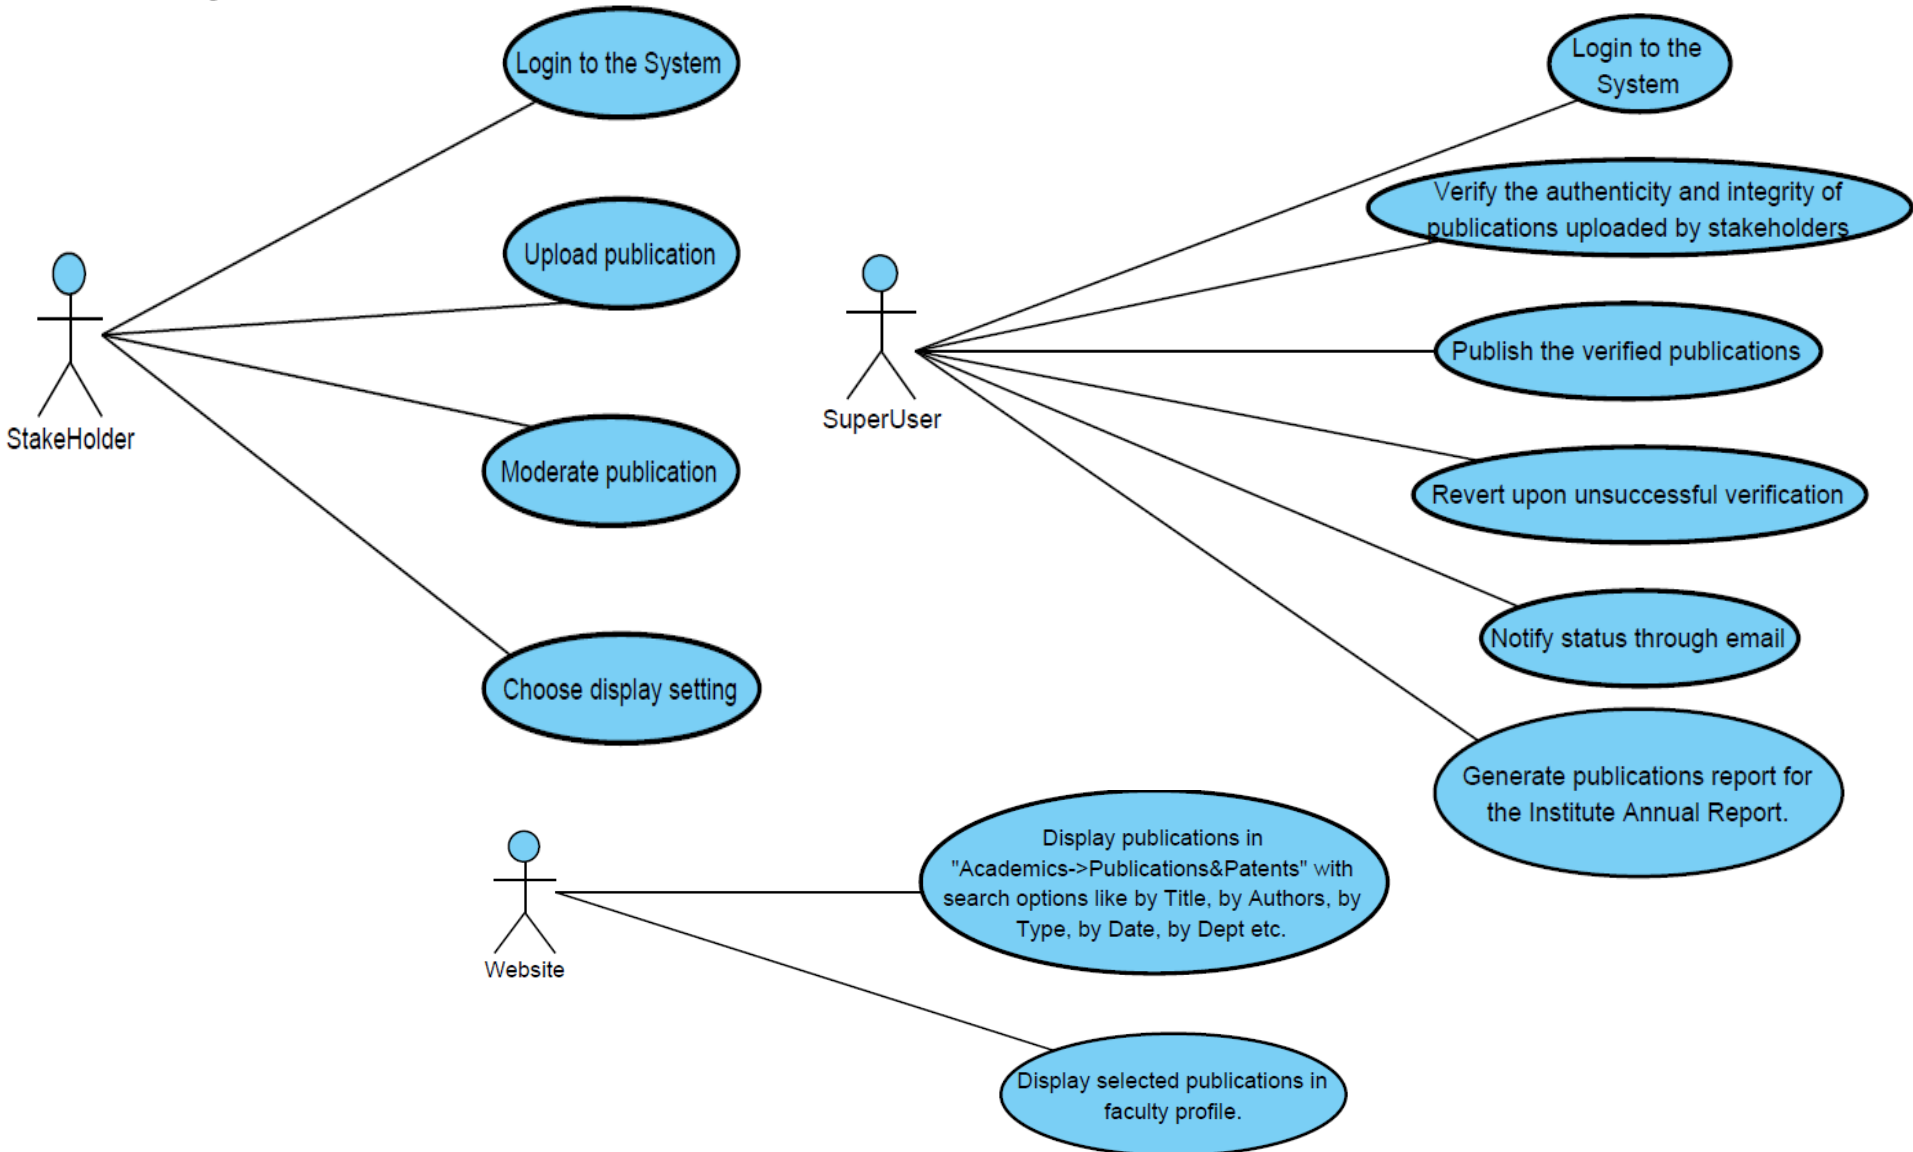 Login to the System
Upload publication
StakeHolder
Moderate publication
Choose display setting
Login to the
System
Verify the authenticity and integrity of
publications uploaded by stakeholders
Publish the verified publications
SuperUser
Revert upon unsuccessful verification
Notify status through email
Generate publications report for
the Institute Annual Report.
Display publications in
"Academics->Publications&Patents" with
search options like by Title, by Authors, by
Type, by Date, by Dept etc.
Website
Display selected publications in
faculty profile.